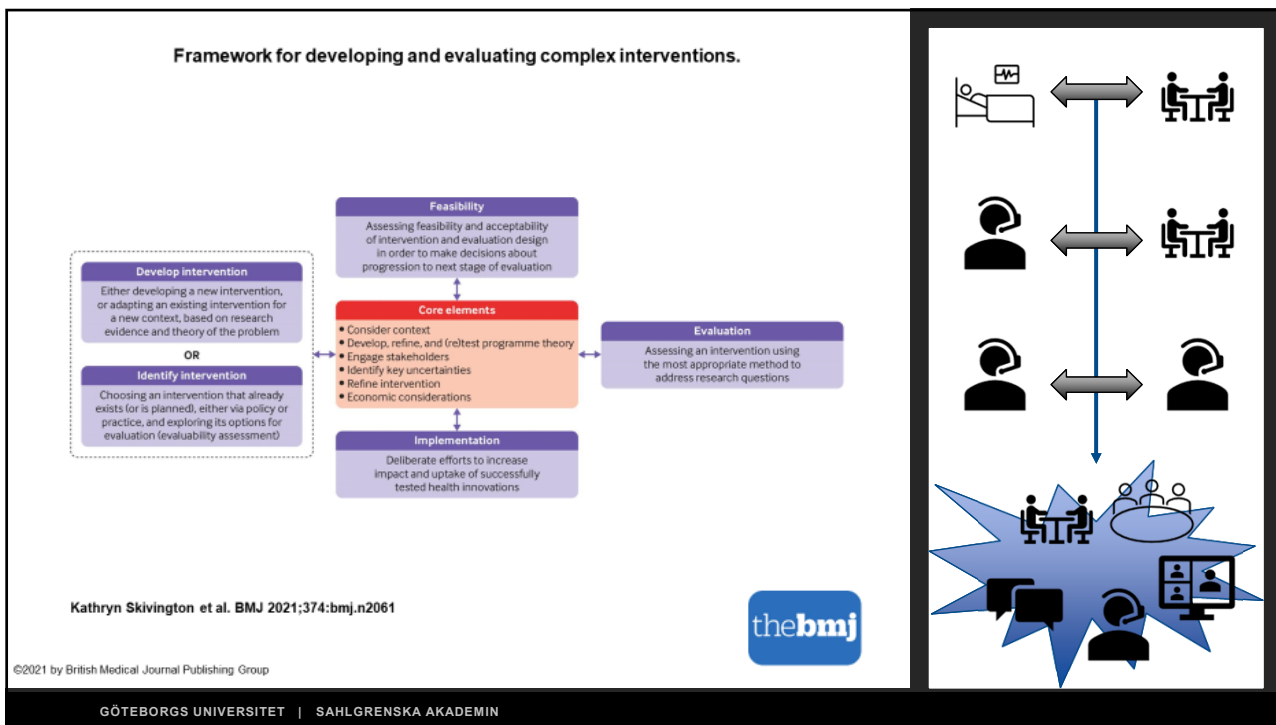 Framework for developing and evaluating complex interventions.
Feasibility
Assessing feasibility and acceptability
of intervention and evaluation design
in order to make decisions about
progression to next stage of evaluation
Develop intervention
Either developing a new intervention,
or adapting an existing intervention for
a new context, based on research
evidence and theory of the problem
OR
Identify intervention
Choosing an intervention that already
exists (or is planned), either via policy or
practice, and exploring its options for
evaluation (evaluability assessment)
Core elements
• Consider context
• Develop, refine, and (re)test programme theory
• Engage stakeholders
• Identify key uncertainties
• Refine intervention
• Economic considerations
Evaluation
Assessing an intervention using
the most appropriate method to
address research questions
Implementation
Deliberate efforts to increase
impact and uptake of successfully
tested health innovations
Kathryn Skivington et al. BMJ 2021;374:bmj.n2061
thebmj
©2021 by British Medical Journal Publishing Group
GÖTEBORGS UNIVERSITET | SAHLGRENSKA AKADEMIN